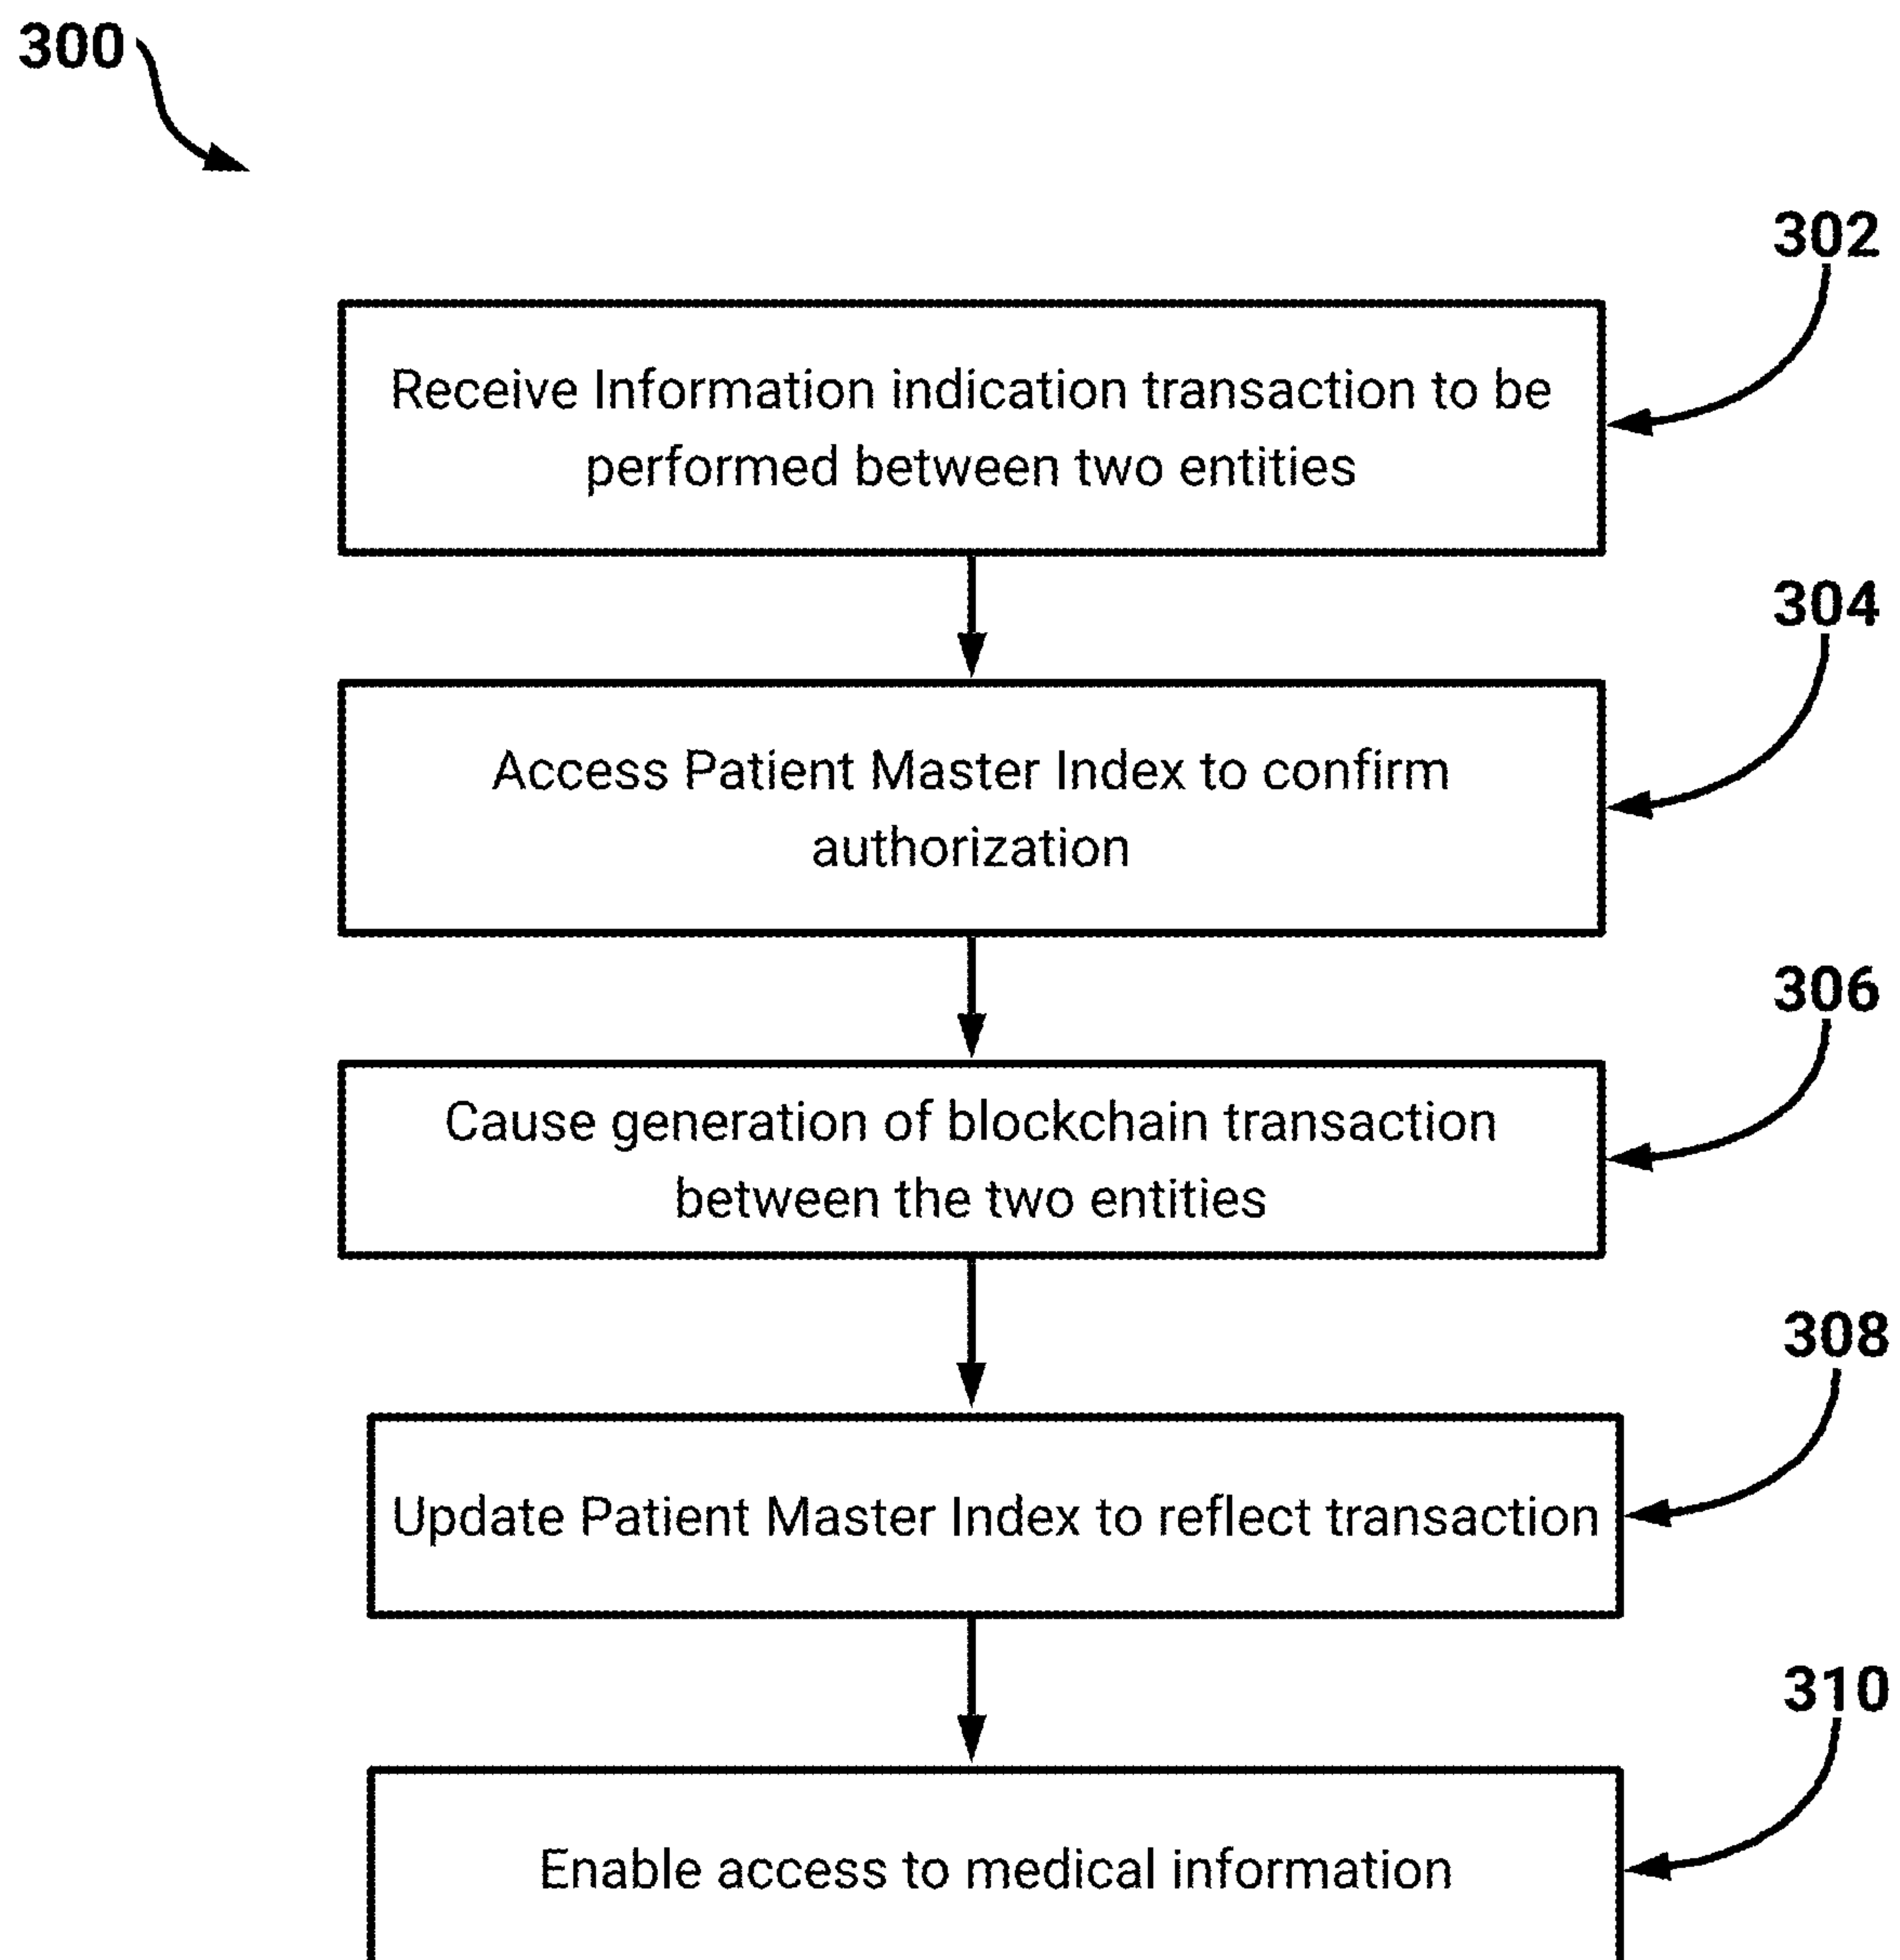 300
302
Receive Information indication transaction to be
performed between two entities
304
Access Patient Master Index to confirm
authorization
306
Cause generation of blockchain transaction
between the two entities
308
Update Patient Master Index to reflect transaction
310
Enable access to medical information